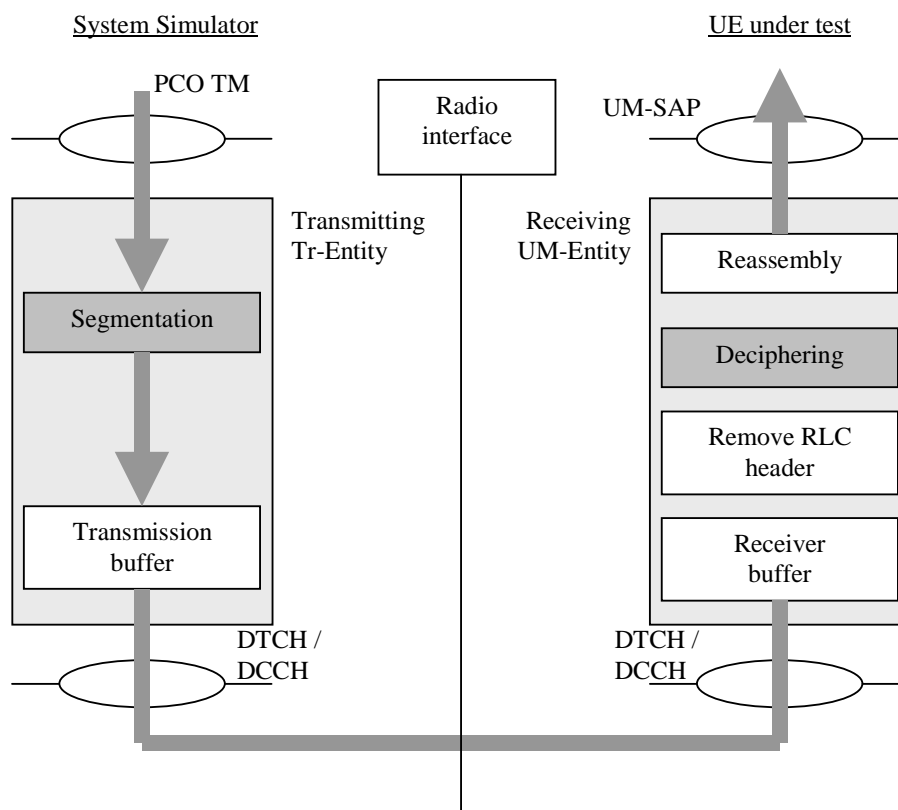 System Simulator
UE under test
PCO TM
Radio
interface
UM-SAP
Transmitting
Tr-Entity
Receiving
UM-Entity
Segmentation
Transmission
buffer
Reassembly
Deciphering
Remove RLC
header
Receiver
buffer
DTCH /
DCCH
DTCH /
DCCH